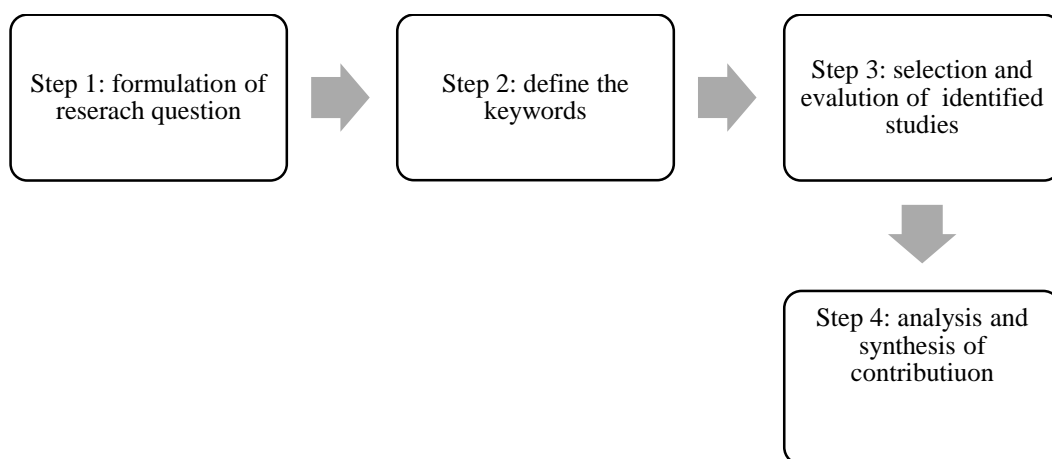 Step 1: formulation of
reserach question
Step 2: define the
keywords
Step 3: selection and
evalution of  identified
studies
Step 4: analysis and
synthesis of
contributiuon